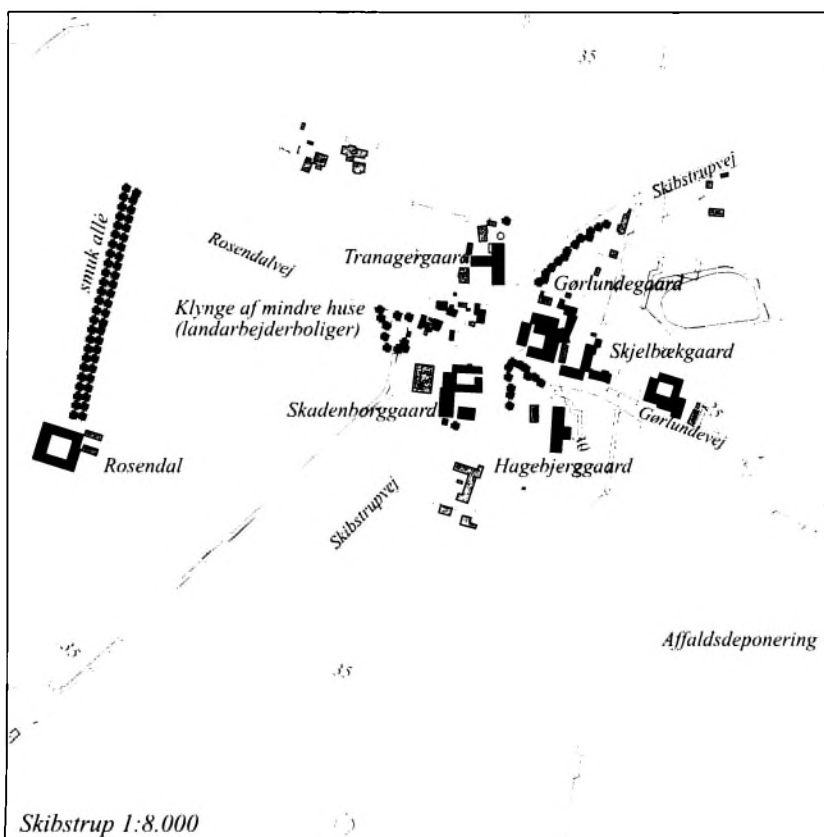 35
Skibstrupvej
smuk allé
Rosendalvej
Tranagergaard
Gørlundegaard
Klynge af mindre huse
(landarbejderboliger)
Skjelbækgaard
Skadenborggaard
Gørlundevej
Rosendal
Hagebjerggaard
Skibstrupvej
Affaldsdeponering
35
Skibstrup 1:8.000